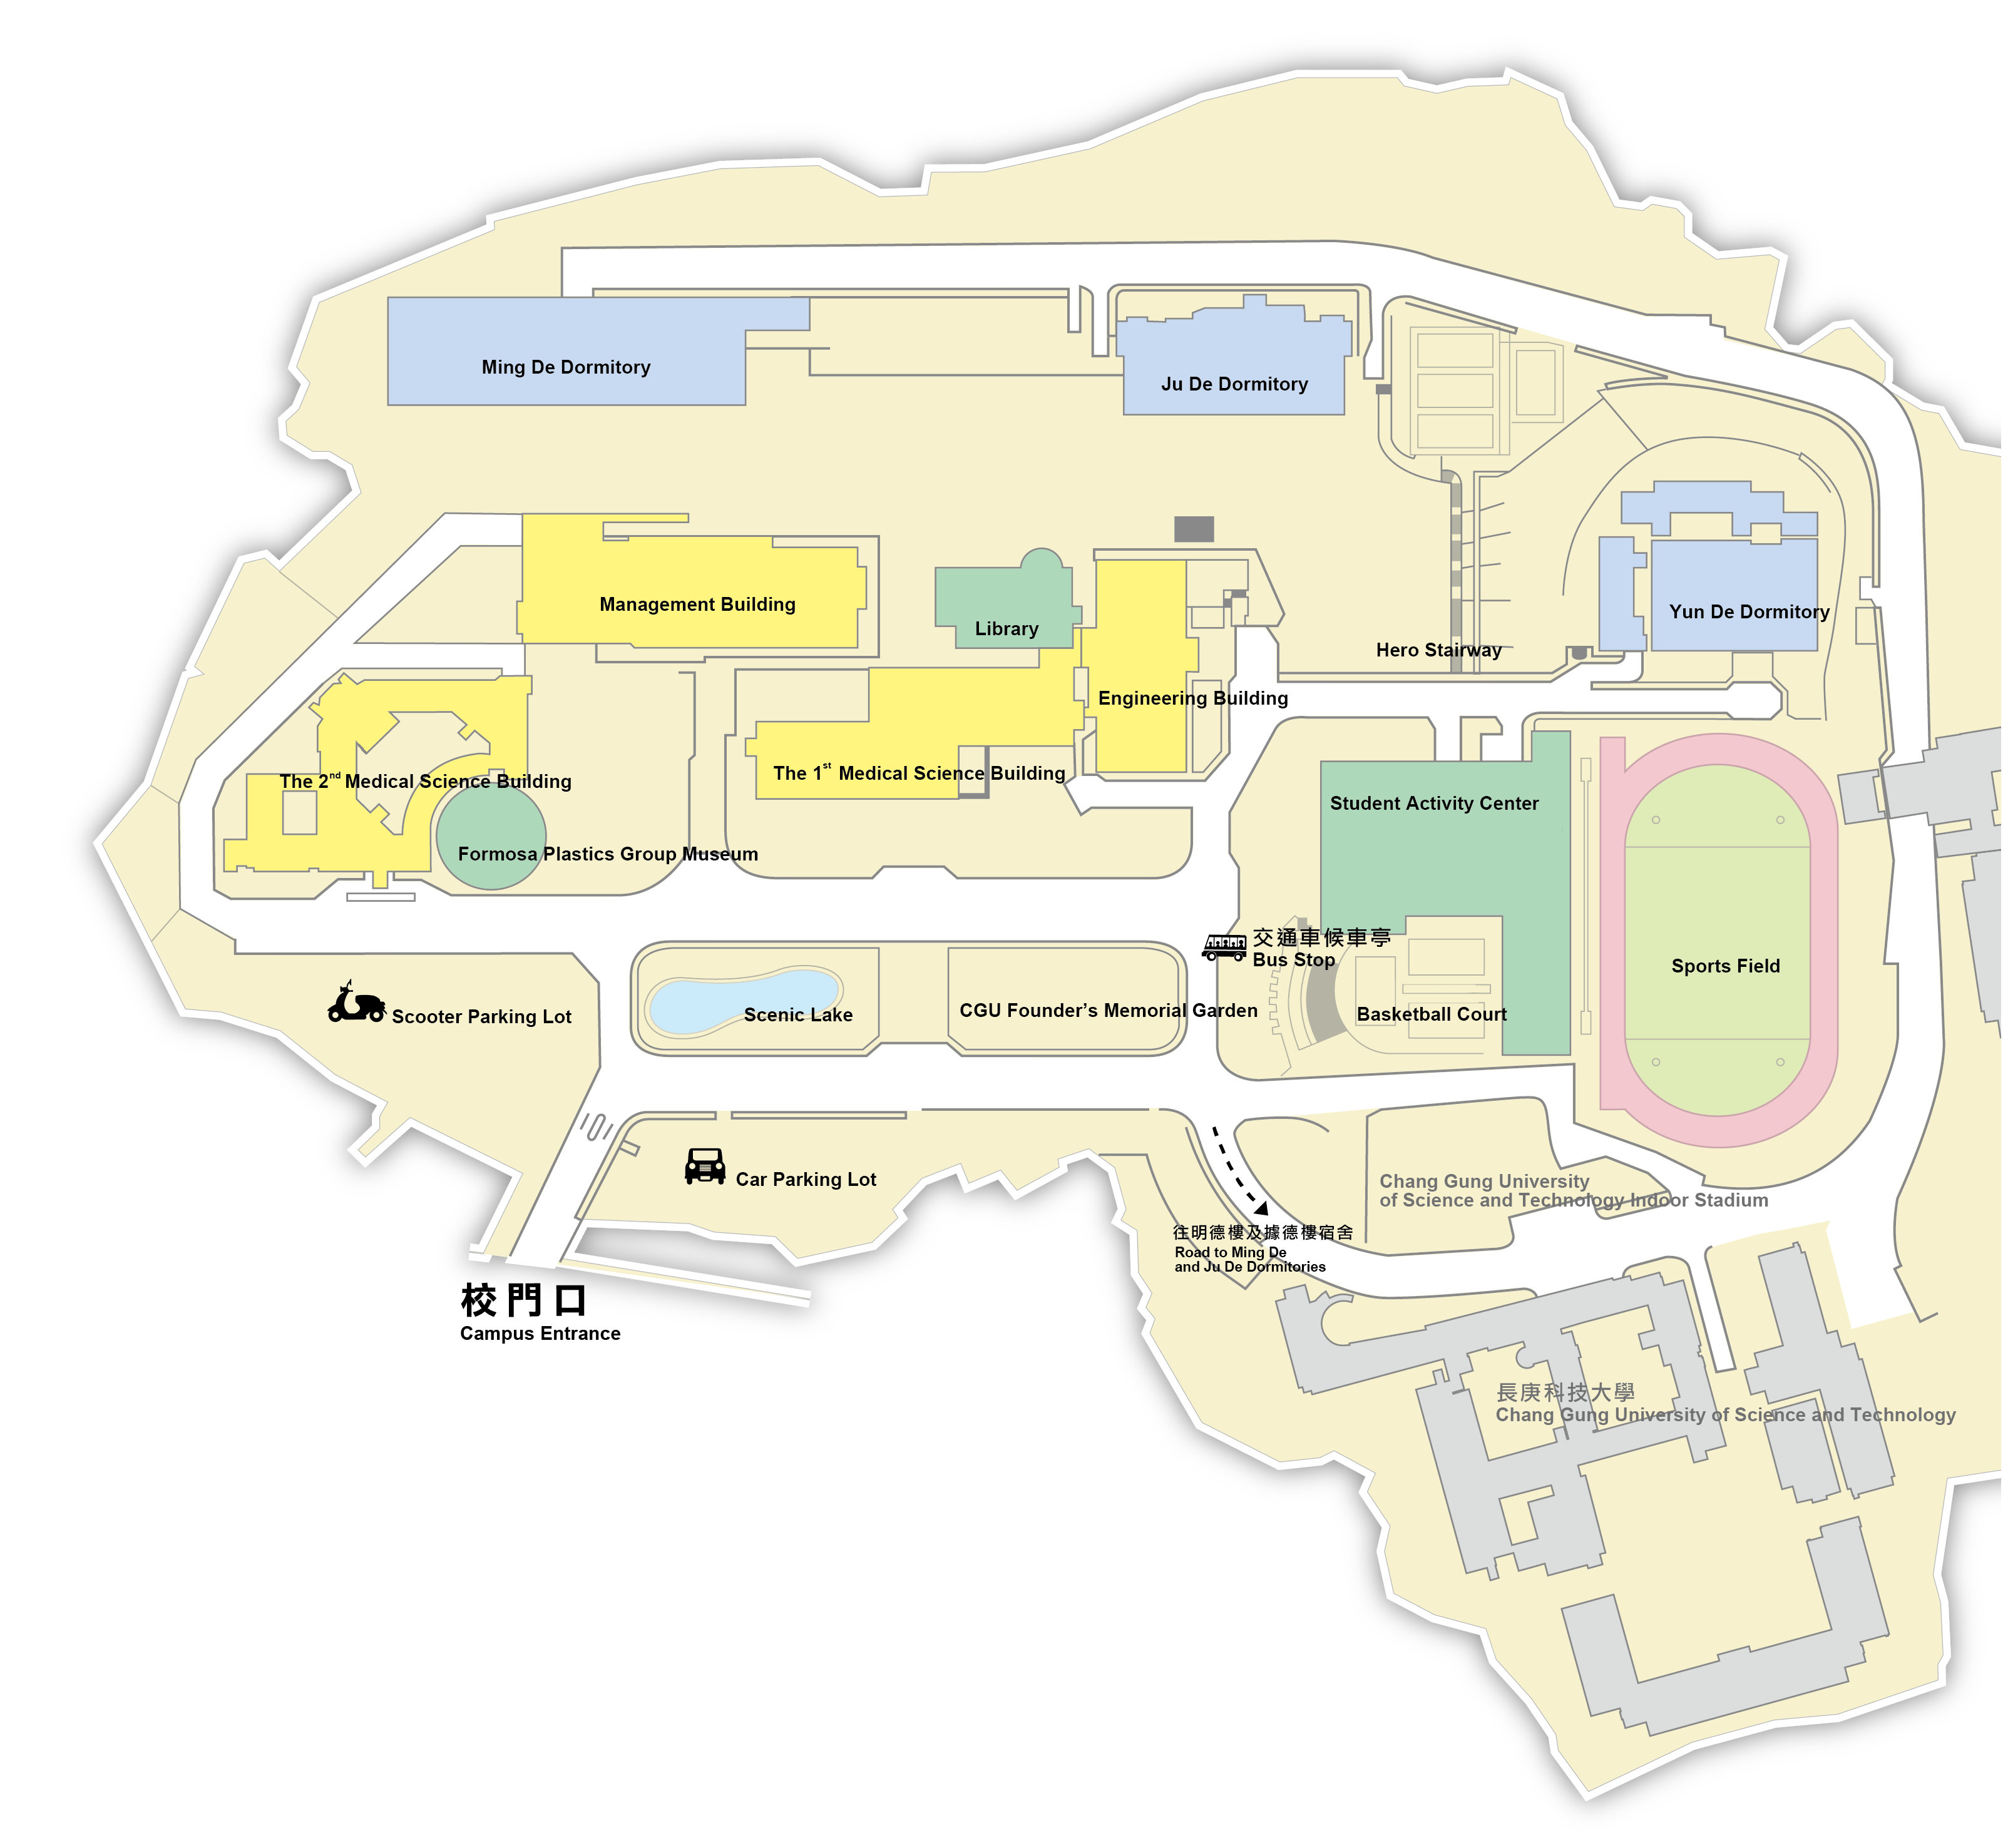 Ming De Dormitory
Ju De Dormitory
Management Building
Library
Yun De Dormitory
Hero Stairway
Engineering Building
The 2nd Medical Science Building
The 1st Medical Science Building
Student Activity Center
Formosa Plastics Group Museum
交通車候車亭
Bus Stop
Sports Field
Scooter Parking Lot
Scenic Lake
CGU Founder’s Memorial Garden
Basketball Court
Car Parking Lot
Chang Gung University
of Science and Technology Indoor Stadium
往明德樓及據德樓宿舍
Road to Ming De
and Ju De Dormitories
校門口
Campus Entrance
長庚科技大學
Chang Gung University of Science and Technology